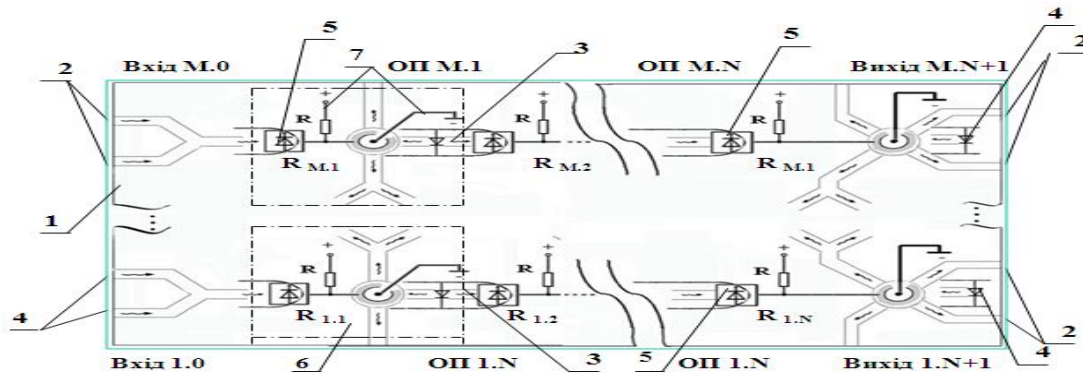 5 7 3 5 4 2
Вхід М.0 ОП М.1 ОП М.N Вихід М.N+1
2
+ + +
R R R
R М.1 R М.2 R М.1
1
+ + +
R R R
R 1.1 R 1.2 R 1.N
4 2
4
Вхід 1.0 6 ОП 1.N 3 5 ОП 1.N Вихід 1.N+1